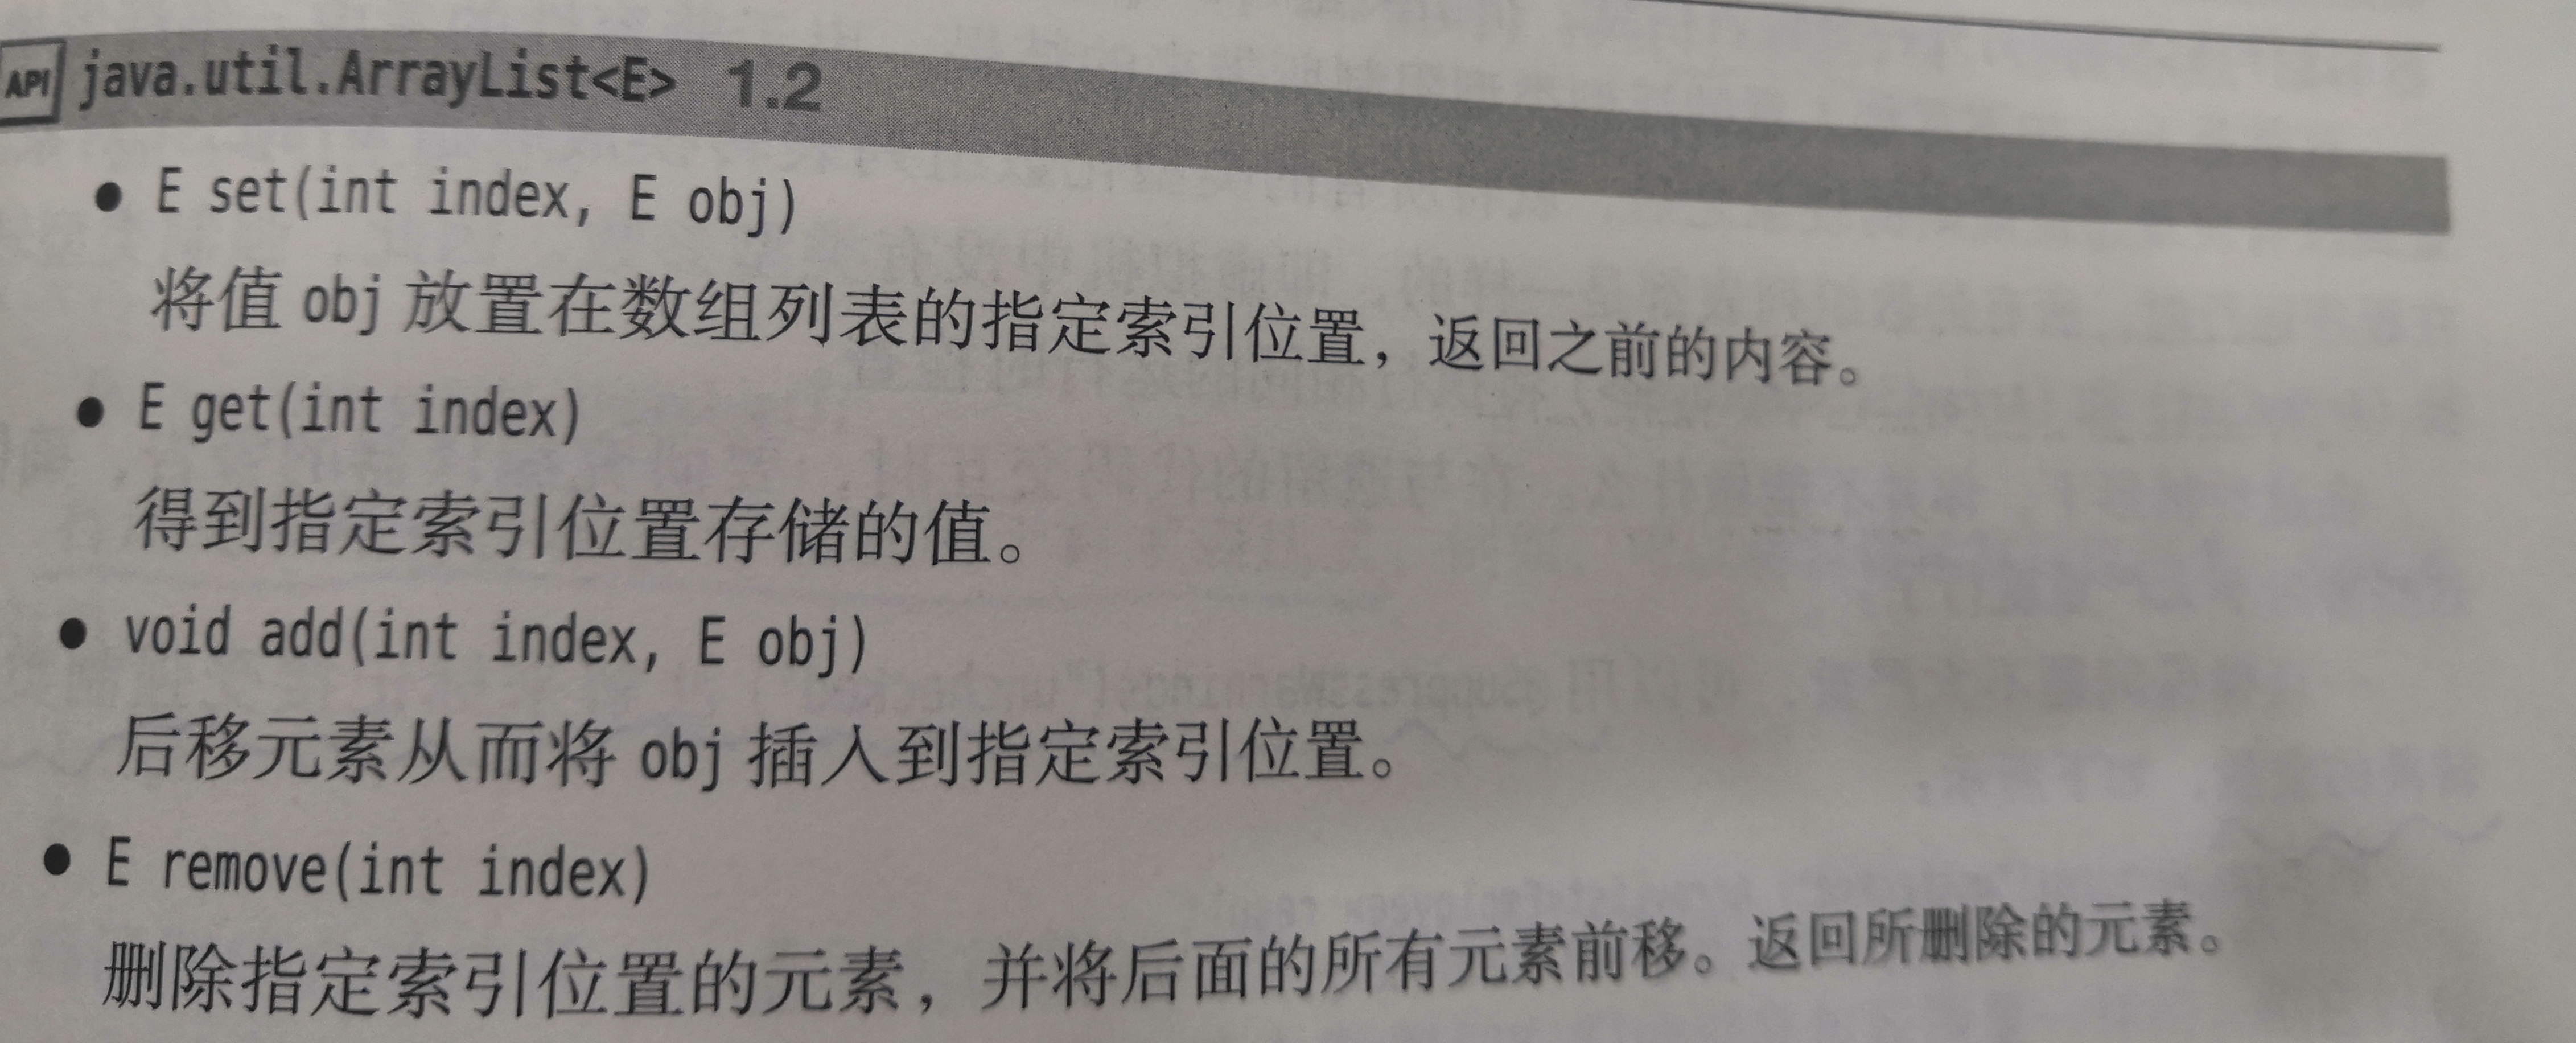 API java.util.ArrayList<E> 1.2
● E set(int index, E obj)
将值 obj 放置在数组列表的指定索引位置，返回之前的内容。
● E get(int index)
得到指定索引位置存储的值。
● void add(int index, E obj)
后移元素从而将 obj 插入到指定索引位置。
● E remove(int index)
删除指定索引位置的元素，并将后面的所有元素前移。返回所删除的元素。